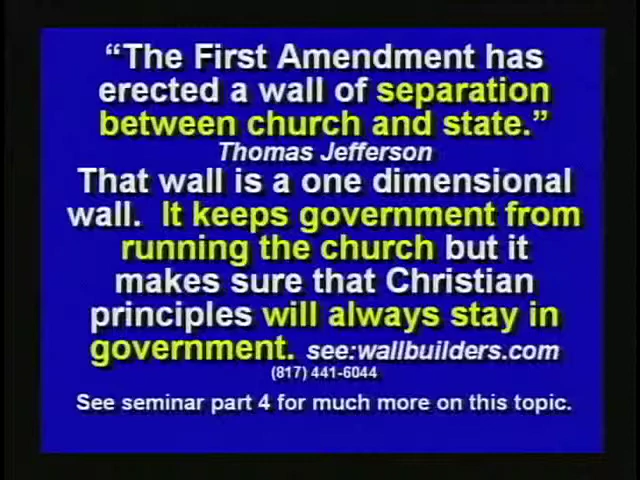 “The First Amendment has
erected a wall of separation
between church and state.”
Thomas Jefferson
That wall is a one dimensional
wall. It keeps government from
running the church but it
makes sure that Christian
principles will always stay in
government. see:wallbuilders.com
(817) 441-6044
See seminar part 4 for much more on this topic.